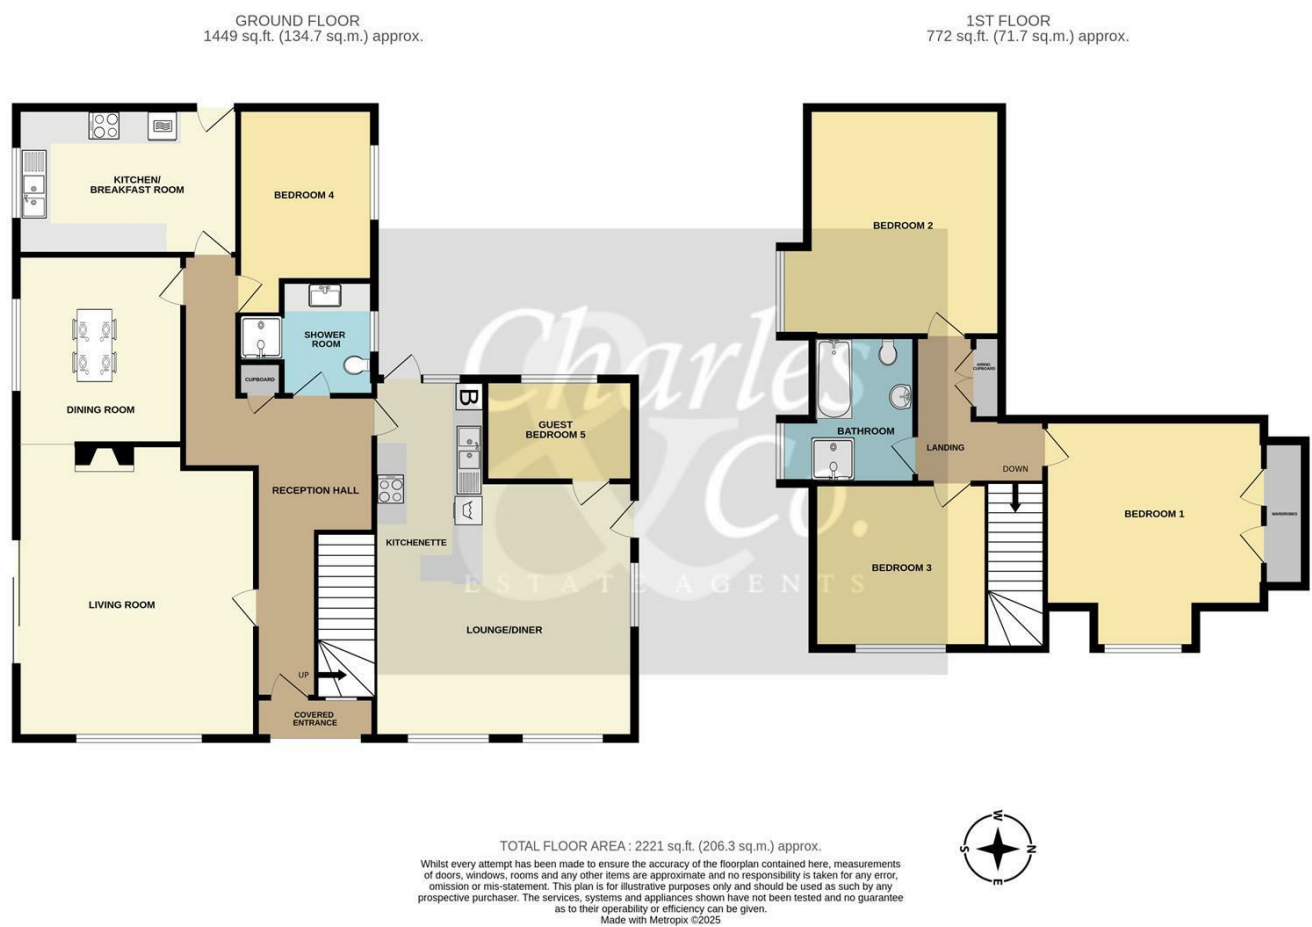 GROUND FLOOR
1449 sq.ft. (134.7 sq.m.) approx.
1ST FLOOR
772 sq.ft. (71.7 sq.m.) approx.
KITCHEN/
BREAKFAST ROOM
BEDROOM 4
SHOWER
ROOM
CUPBOARD
DINING ROOM
B
GUEST
BEDROOM 5
RECEPTION HALL
KITCHENETTE
LIVING ROOM
LOUNGE/DINER
UP
COVERED
ENTRANCE
BEDROOM 2
AIRING
CUPBOARD
BATHROOM
LANDING
DOWN
BEDROOM 1
WARDROBES
BEDROOM 3
Charles
& Co.
ESTATE AGENTS
W
S
N
E
TOTAL FLOOR AREA : 2221 sq.ft. (206.3 sq.m.) approx.
Whilst every attempt has been made to ensure the accuracy of the floorplan contained here, measurements
of doors, windows, rooms and any other items are approximate and no responsibility is taken for any error,
omission or mis-statement. This plan is for illustrative purposes only and should be used as such by any
prospective purchaser. The services, systems and appliances shown have not been tested and no guarantee
as to their operability or efficiency can be given.
Made with Metropix ©2025